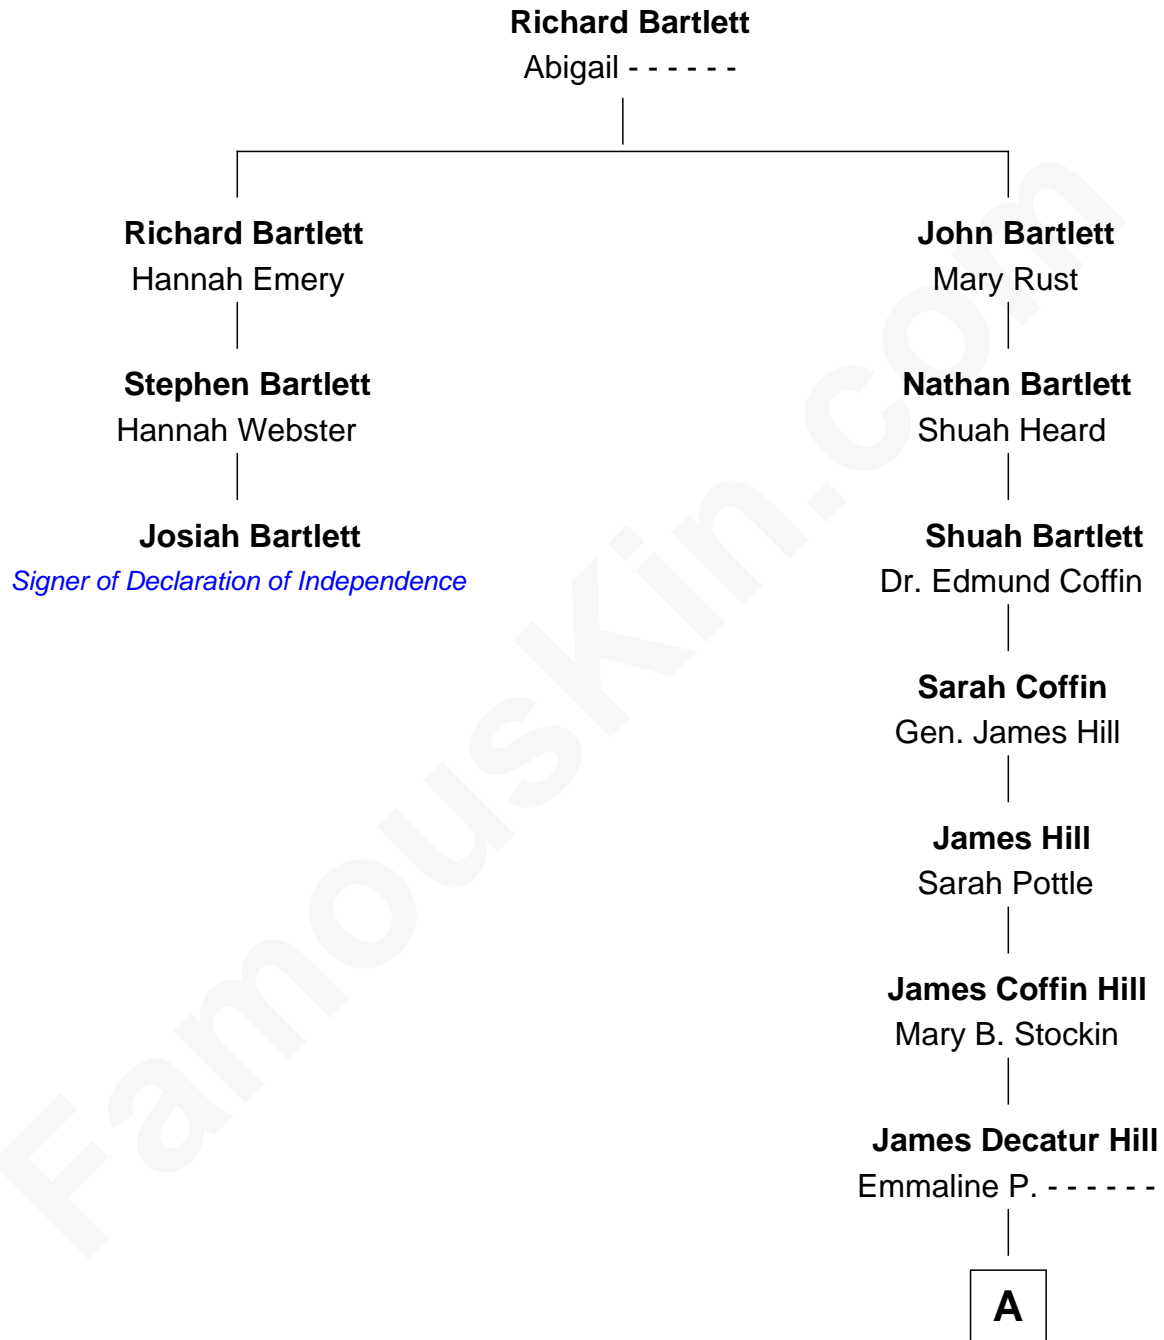 Richard Bartlett
Abigail - - - - - -
Richard Bartlett
Hannah Emery
John Bartlett
Mary Rust
Stephen Bartlett
Hannah Webster
Nathan Bartlett
Shuah Heard
Josiah Bartlett
Signer of Declaration of Independence
Shuah Bartlett
Dr. Edmund Coffin
Sarah Coffin
Gen. James Hill
James Hill
Sarah Pottle
James Coffin Hill
Mary B. Stockin
James Decatur Hill
Emmaline P. - - - - - -
A
FamousKin.com